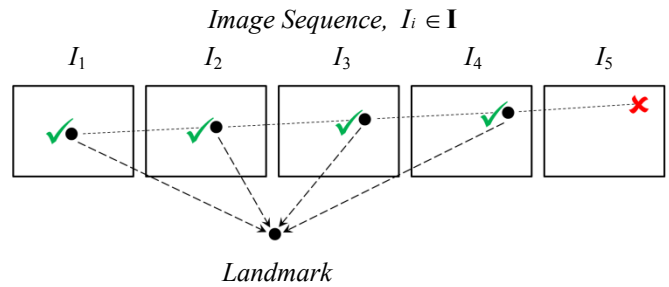 Image Sequence, Iᵢ ∈ I
I₁ I₂ I₃ I₄ I₅
Landmark